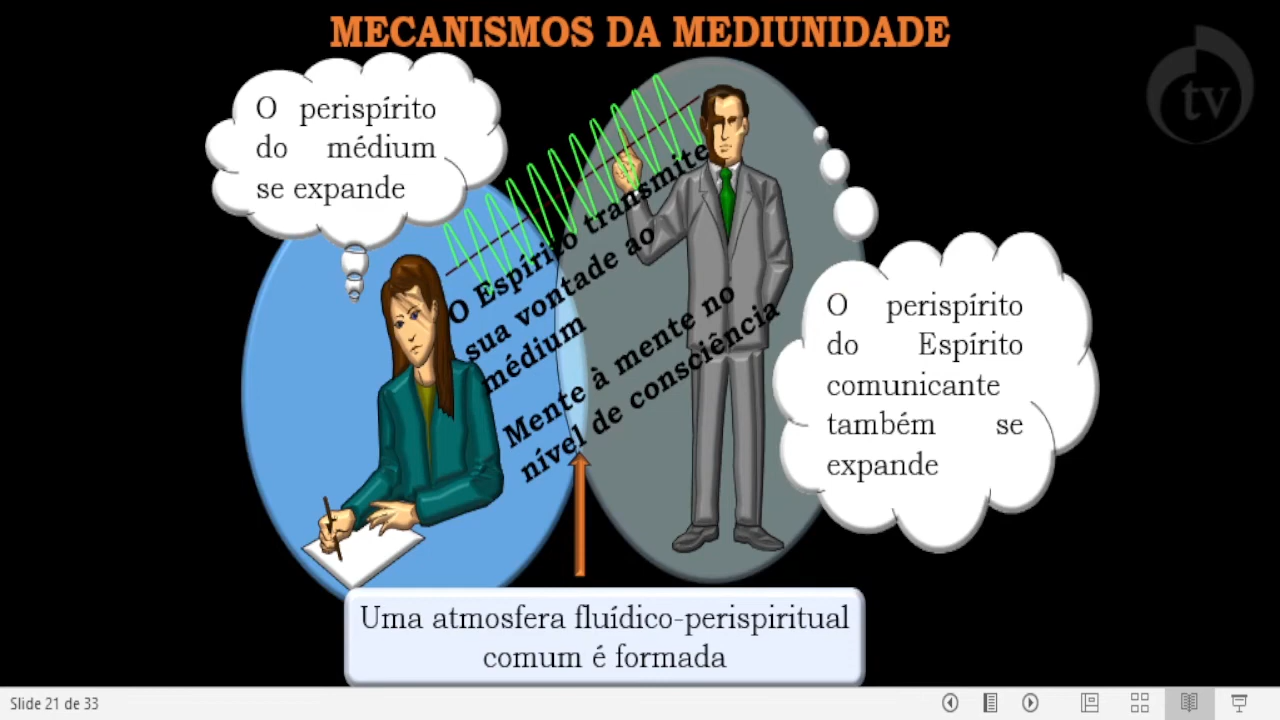 MECANISMOS DA MEDIUNIDADE
tv
O perispírito
do médium
se expande
O Espírito transmite
sua vontade ao
médium
Mente à mente no
nível de consciência
O perispírito
do Espírito
comunicante
também se
expande
Uma atmosfera fluídico-perispiritual
comum é formada
Slide 21 de 33